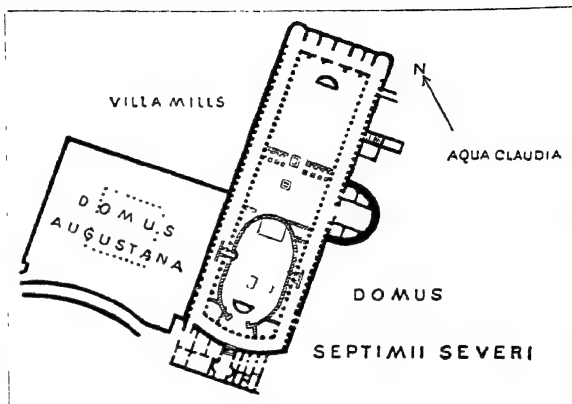 VILLA MILLS
N
AQUA CLAUDIA
DOMUS
AUGUSTANA
DOMUS
SEPTIMII SEVERI